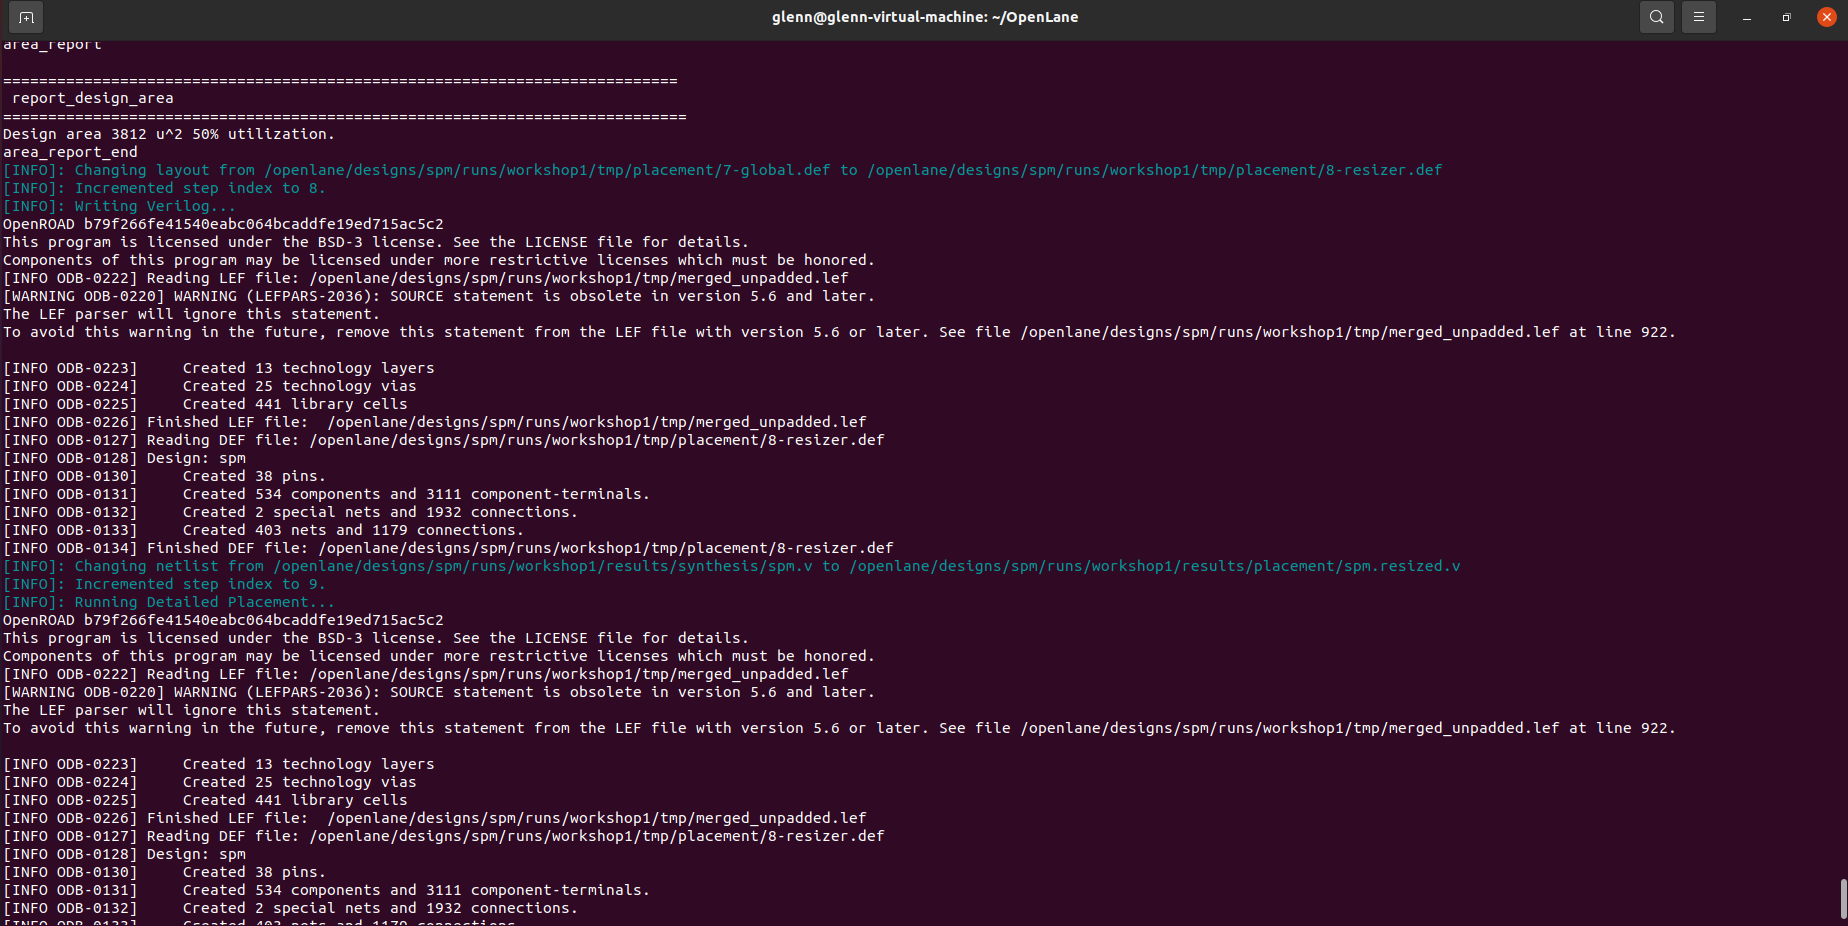 glenn@glenn-virtual-machine: ~/OpenLane
area_report
===========================================================================
report_design_area
============================================================================
Design area 3812 u^2 50% utilization.
area_report_end
[INFO]: Changing layout from /openlane/designs/spm/runs/workshop1/tmp/placement/7-global.def to /openlane/designs/spm/runs/workshop1/tmp/placement/8-resizer.def
[INFO]: Incremented step index to 8.
[INFO]: Writing Verilog...
OpenROAD b79f266fe41540eabc064bcaddfe19ed715ac5c2
This program is licensed under the BSD-3 license. See the LICENSE file for details.
Components of this program may be licensed under more restrictive licenses which must be honored.
[INFO ODB-0222] Reading LEF file: /openlane/designs/spm/runs/workshop1/tmp/merged_unpadded.lef
[WARNING ODB-0220] WARNING (LEFPARS-2036): SOURCE statement is obsolete in version 5.6 and later.
The LEF parser will ignore this statement.
To avoid this warning in the future, remove this statement from the LEF file with version 5.6 or later. See file /openlane/designs/spm/runs/workshop1/tmp/merged_unpadded.lef at line 922.
[INFO ODB-0223]     Created 13 technology layers
[INFO ODB-0224]     Created 25 technology vias
[INFO ODB-0225]     Created 441 library cells
[INFO ODB-0226] Finished LEF file:  /openlane/designs/spm/runs/workshop1/tmp/merged_unpadded.lef
[INFO ODB-0127] Reading DEF file: /openlane/designs/spm/runs/workshop1/tmp/placement/8-resizer.def
[INFO ODB-0128] Design: spm
[INFO ODB-0130]     Created 38 pins.
[INFO ODB-0131]     Created 534 components and 3111 component-terminals.
[INFO ODB-0132]     Created 2 special nets and 1932 connections.
[INFO ODB-0133]     Created 403 nets and 1179 connections.
[INFO ODB-0134] Finished DEF file: /openlane/designs/spm/runs/workshop1/tmp/placement/8-resizer.def
[INFO]: Changing netlist from /openlane/designs/spm/runs/workshop1/results/synthesis/spm.v to /openlane/designs/spm/runs/workshop1/results/placement/spm.resized.v
[INFO]: Incremented step index to 9.
[INFO]: Running Detailed Placement...
OpenROAD b79f266fe41540eabc064bcaddfe19ed715ac5c2
This program is licensed under the BSD-3 license. See the LICENSE file for details.
Components of this program may be licensed under more restrictive licenses which must be honored.
[INFO ODB-0222] Reading LEF file: /openlane/designs/spm/runs/workshop1/tmp/merged_unpadded.lef
[WARNING ODB-0220] WARNING (LEFPARS-2036): SOURCE statement is obsolete in version 5.6 and later.
The LEF parser will ignore this statement.
To avoid this warning in the future, remove this statement from the LEF file with version 5.6 or later. See file /openlane/designs/spm/runs/workshop1/tmp/merged_unpadded.lef at line 922.
[INFO ODB-0223]     Created 13 technology layers
[INFO ODB-0224]     Created 25 technology vias
[INFO ODB-0225]     Created 441 library cells
[INFO ODB-0226] Finished LEF file:  /openlane/designs/spm/runs/workshop1/tmp/merged_unpadded.lef
[INFO ODB-0127] Reading DEF file: /openlane/designs/spm/runs/workshop1/tmp/placement/8-resizer.def
[INFO ODB-0128] Design: spm
[INFO ODB-0130]     Created 38 pins.
[INFO ODB-0131]     Created 534 components and 3111 component-terminals.
[INFO ODB-0132]     Created 2 special nets and 1932 connections.
[INFO ODB-0133]     Created 403 nets and 1179 connections.